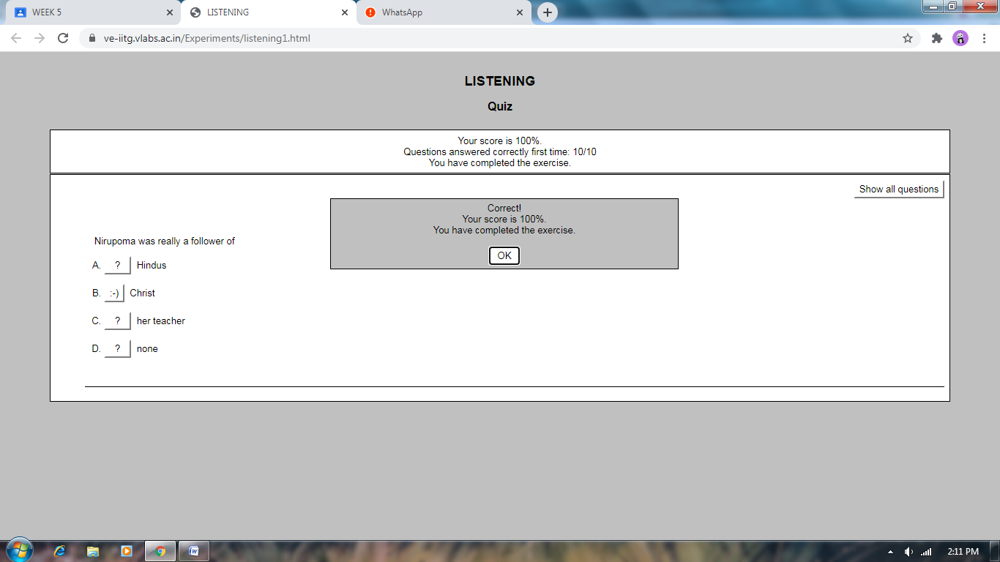 WEEK 5
LISTENING
WhatsApp
ve-iitg.vlabs.ac.in/Experiments/listening1.html
LISTENING
Quiz
Your score is 100%.
Questions answered correctly first time: 10/10
You have completed the exercise.
Show all questions
Correct!
Your score is 100%.
You have completed the exercise.
OK
Nirupoma was really a follower of
A. ? Hindus
B. :-) Christ
C. ? her teacher
D. ? none
2:11 PM